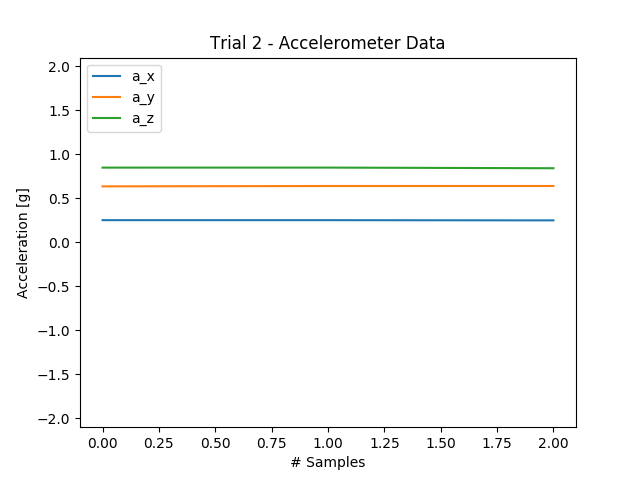 Trial 2 - Accelerometer Data
a_x
a_y
a_z
Acceleration [g]
2.0
1.5
1.0
0.5
0.0
−0.5
−1.0
−1.5
−2.0
0.00 0.25 0.50 0.75 1.00 1.25 1.50 1.75 2.00
# Samples